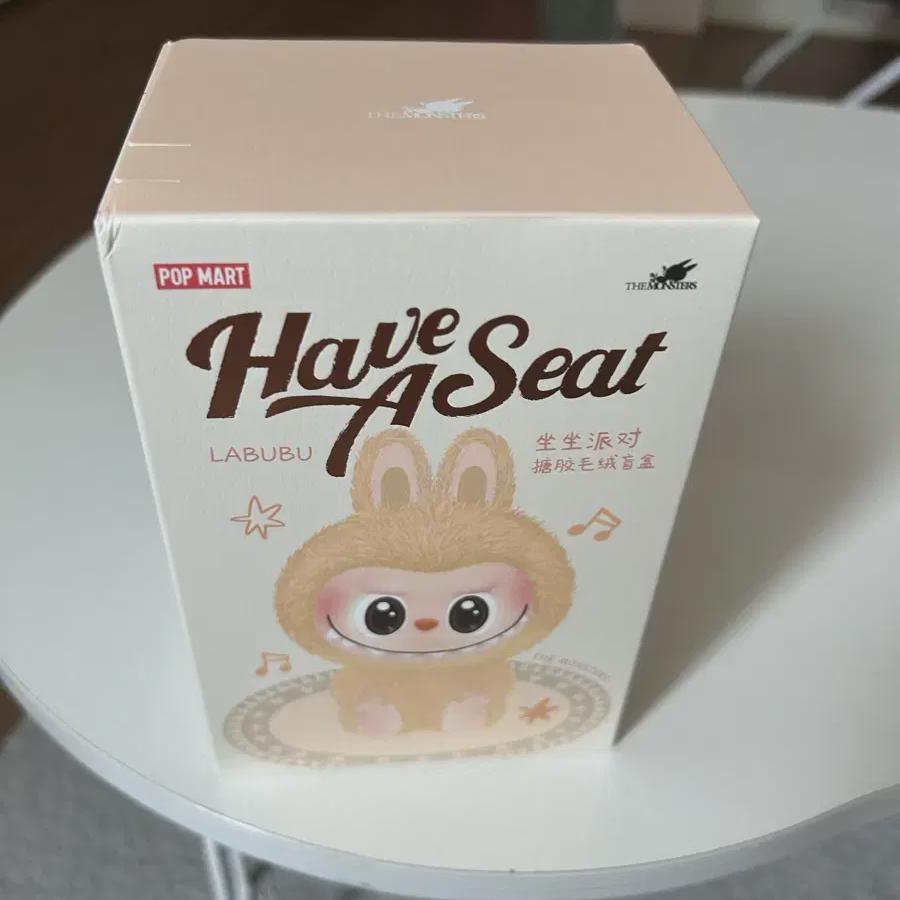 THE MONSTERS
POP MART
THE MONSTERS
Have
A Seat
LABUBU
坐坐派对
搪胶毛绒盲盒
THE MONSTERS